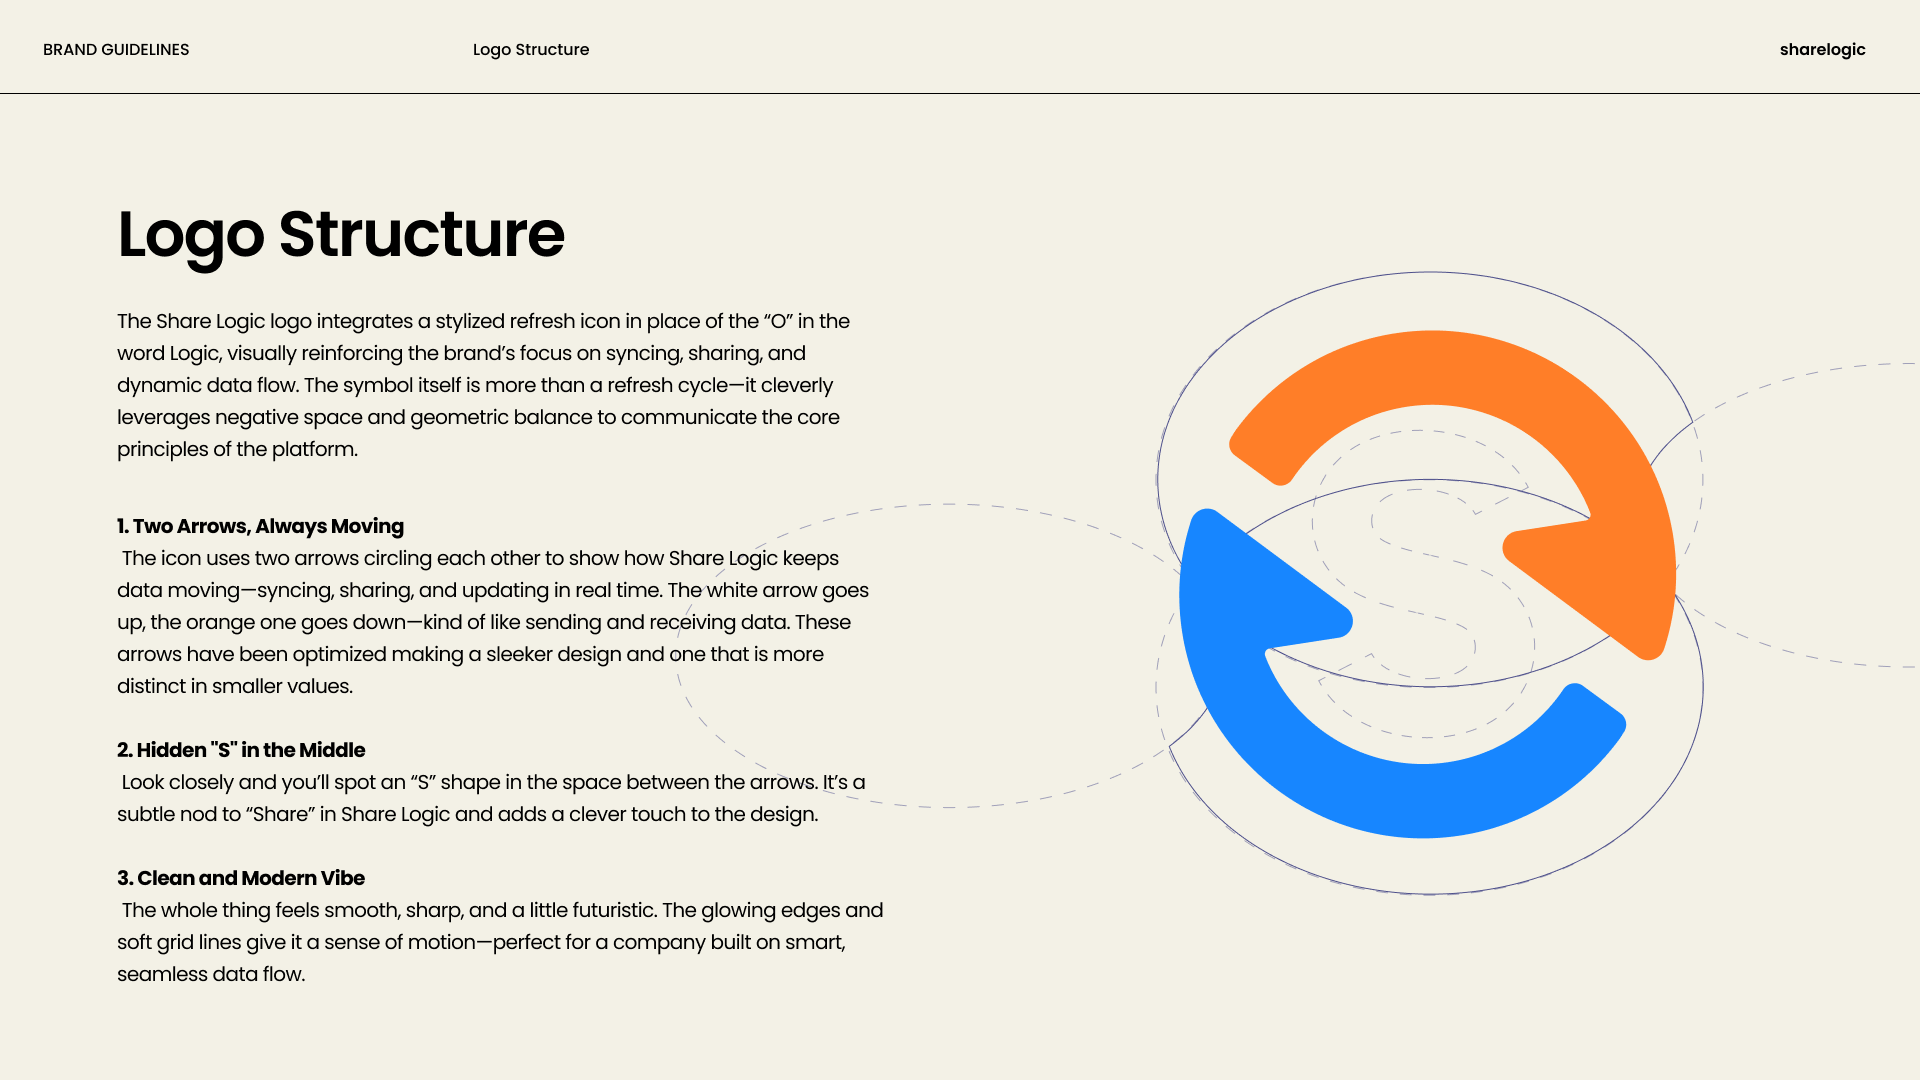 BRAND GUIDELINES
Logo Structure
sharelogic
Logo Structure
The Share Logic logo integrates a stylized refresh icon in place of the “O” in the
word Logic, visually reinforcing the brand’s focus on syncing, sharing, and
dynamic data flow. The symbol itself is more than a refresh cycle—it cleverly
leverages negative space and geometric balance to communicate the core
principles of the platform.
1. Two Arrows, Always Moving
The icon uses two arrows circling each other to show how Share Logic keeps
data moving—syncing, sharing, and updating in real time. The white arrow goes
up, the orange one goes down—kind of like sending and receiving data. These
arrows have been optimized making a sleeker design and one that is more
distinct in smaller values.
2. Hidden "S" in the Middle
Look closely and you’ll spot an “S” shape in the space between the arrows. It’s a
subtle nod to “Share” in Share Logic and adds a clever touch to the design.
3. Clean and Modern Vibe
The whole thing feels smooth, sharp, and a little futuristic. The glowing edges and
soft grid lines give it a sense of motion—perfect for a company built on smart,
seamless data flow.
S